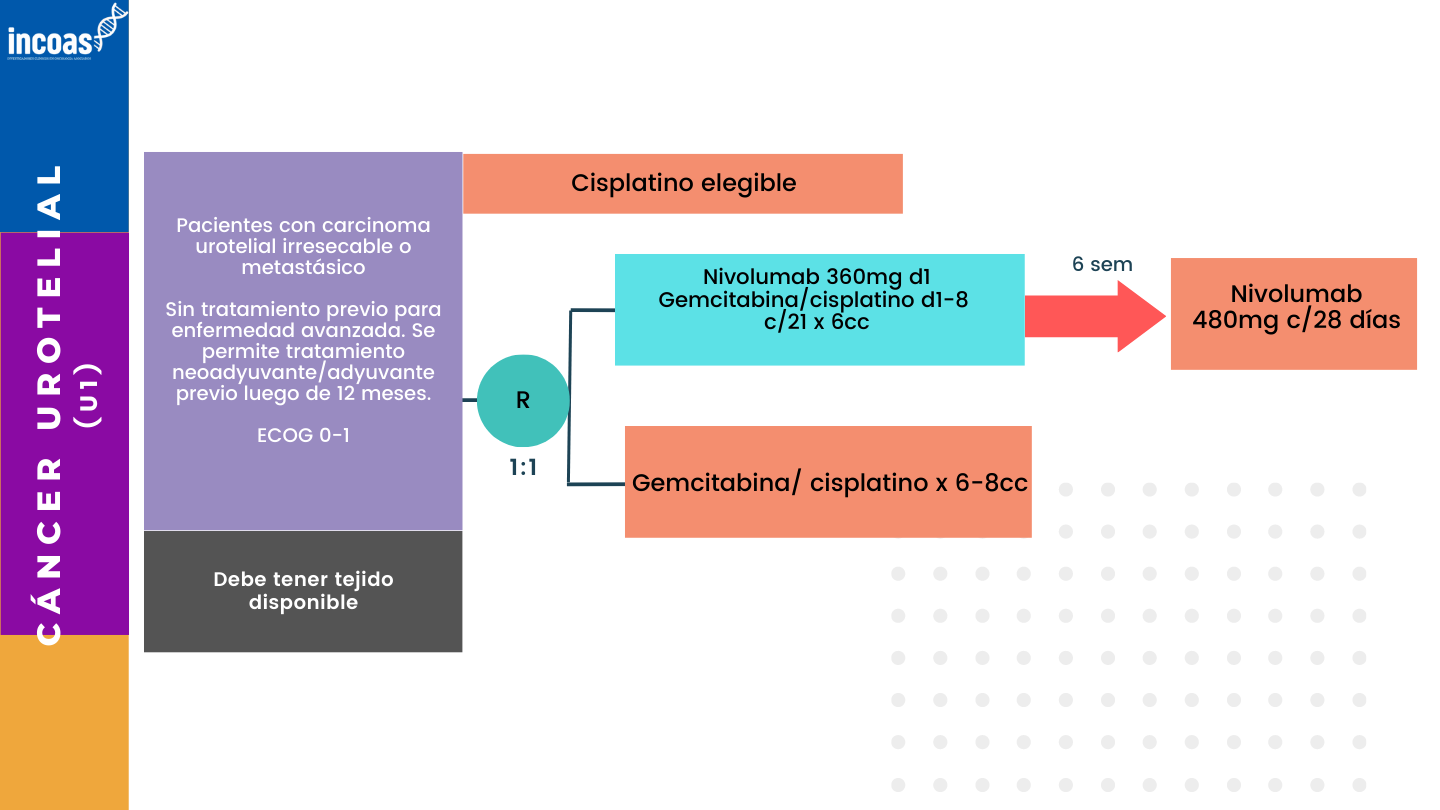 incoas
CÁNCER UROTELIAL
(U1)
Pacientes con carcinoma
urotelial irresecable o
metastásico
Sin tratamiento previo para
enfermedad avanzada. Se
permite tratamiento
neoadyuvante/adyuvante
previo luego de 12 meses.
ECOG 0-1
Debe tener tejido
disponible
Cisplatino elegible
R
1:1
Nivolumab 360mg d1
Gemcitabina/cisplatino d1-8
c/21 x 6cc
6 sem
Nivolumab
480mg c/28 días
Gemcitabina/ cisplatino x 6-8cc